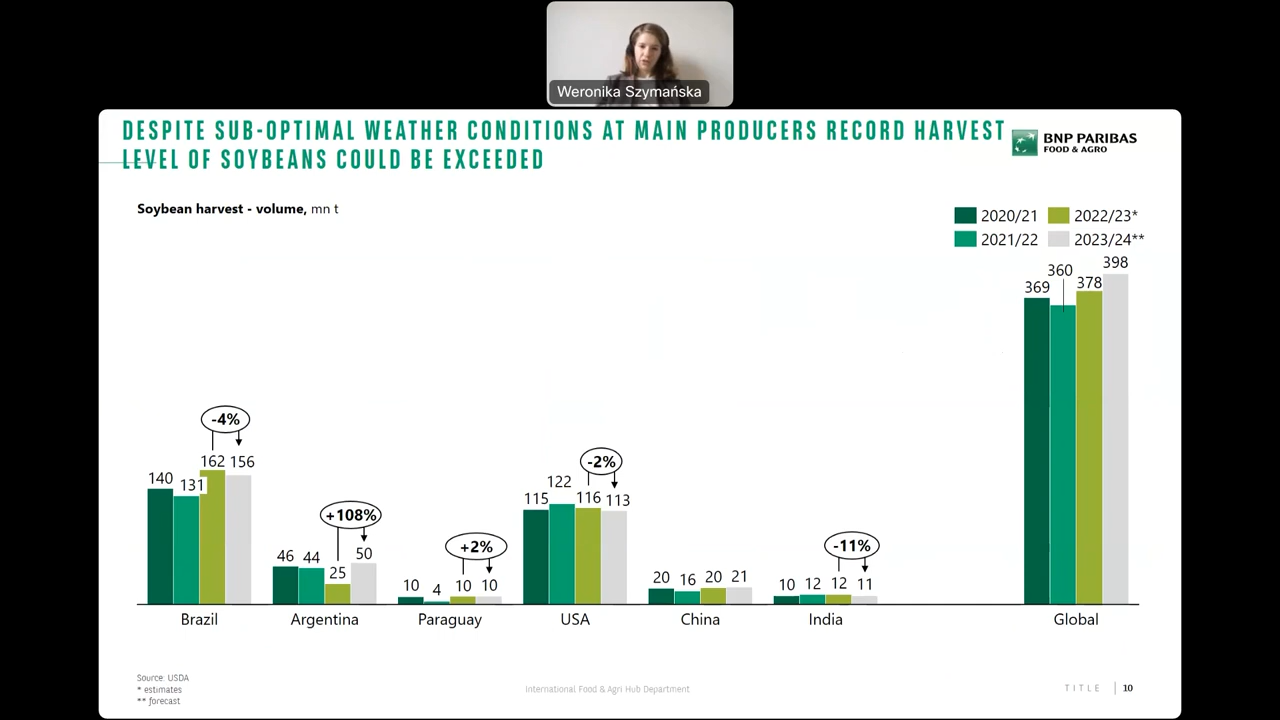 Weronika Szymańska
DESPITE SUB-OPTIMAL WEATHER CONDITIONS AT MAIN PRODUCERS RECORD HARVEST
LEVEL OF SOYBEANS COULD BE EXCEEDED
BNP PARIBAS
FOOD & AGRO
Soybean harvest - volume, mn t
2020/21 2022/23*
2021/22 2023/24**
369 360 378 398
-4%
140 131 162 156
+108%
46 44 25 50
+2%
10 4 10 10
-2%
115 122 116 113
20 16 20 21
-11%
10 12 12 11
Brazil Argentina Paraguay USA China India Global
Source: USDA
* estimates
** forecast
International Food & Agri Hub Department
TITLE | 10